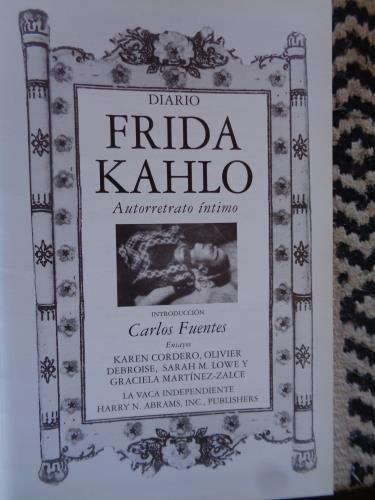 DIARIO
FRIDA
KAHLO
Autorretrato íntimo
INTRODUCCIÓN
Carlos Fuentes
Ensayos
KAREN CORDERO, OLIVIER
DEBROISE, SARAH M. LOWE Y
GRACIELA MARTÍNEZ-ZALCE
LA VACA INDEPENDIENTE
HARRY N. ABRAMS, INC., PUBLISHERS